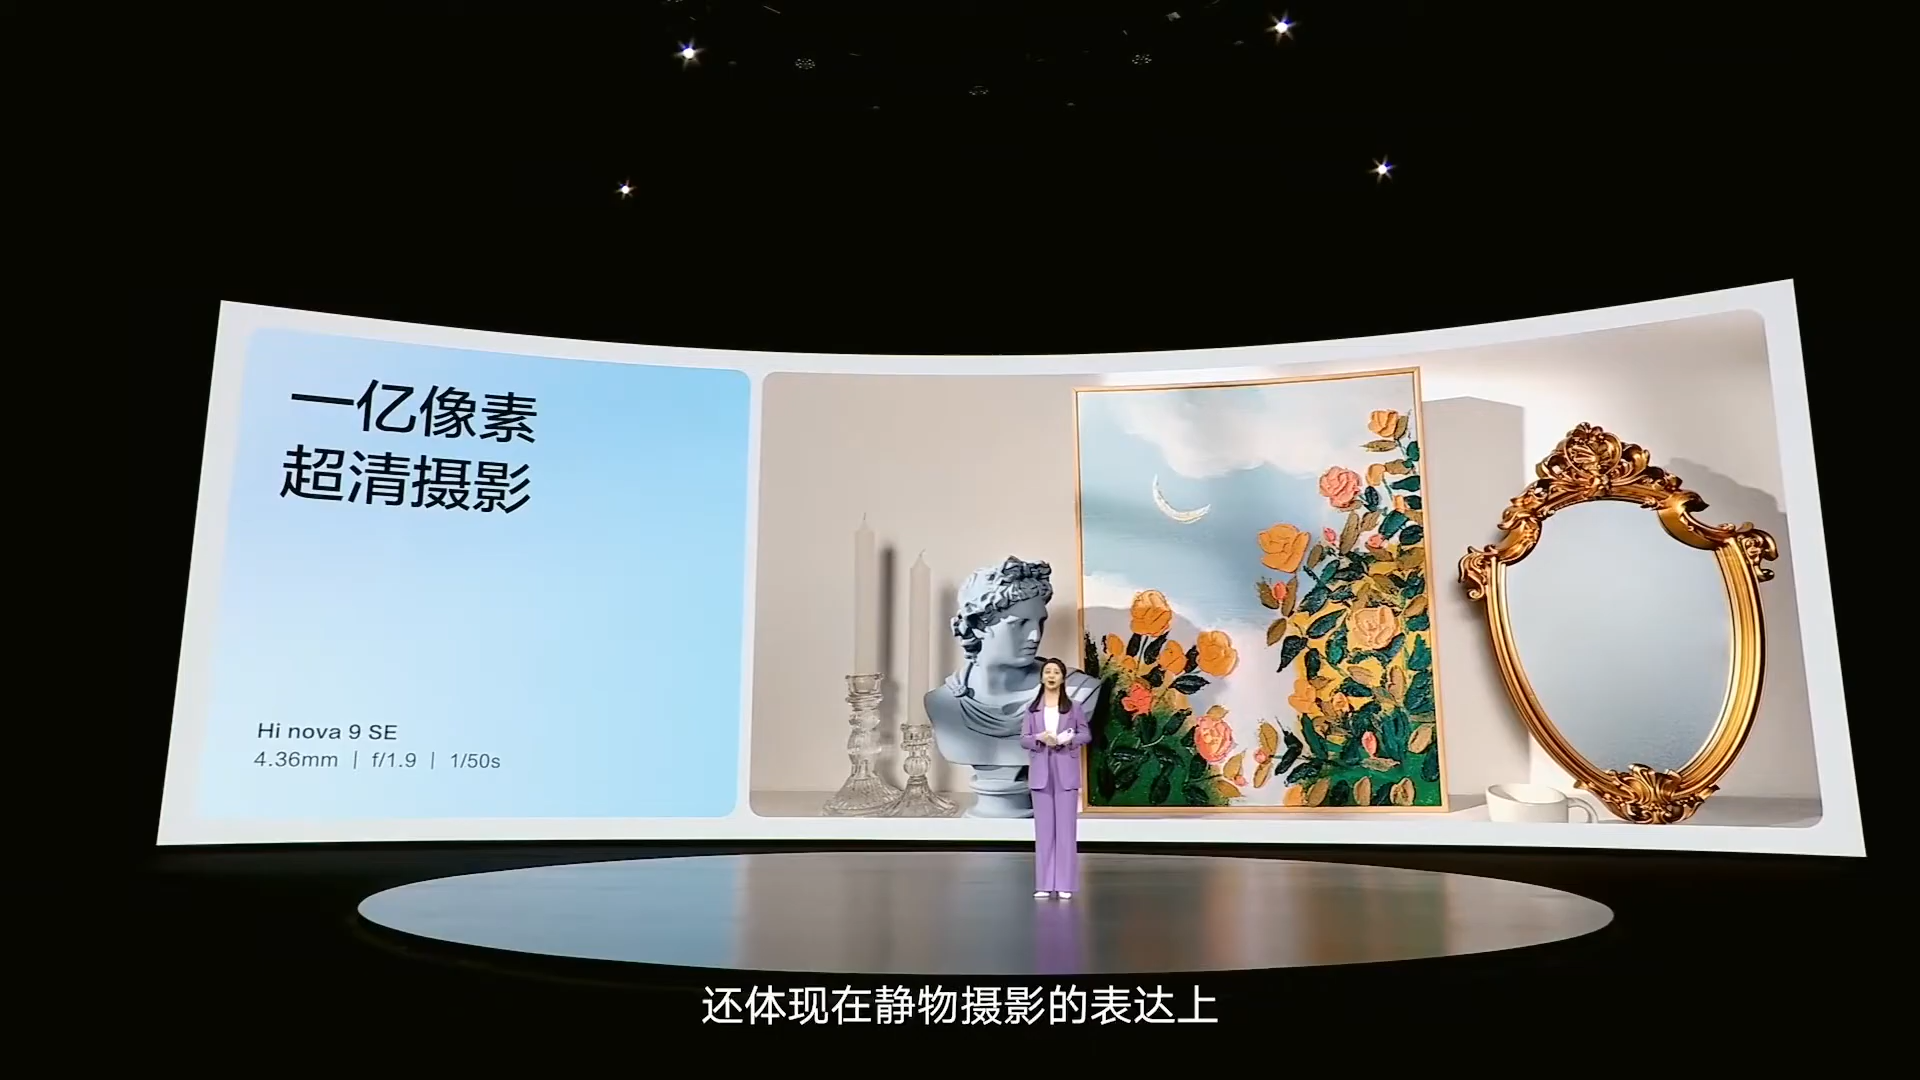 一亿像素
超清摄影
Hi nova 9 SE
4.36mm | f/1.9 | 1/50s
还体现在静物摄影的表达上